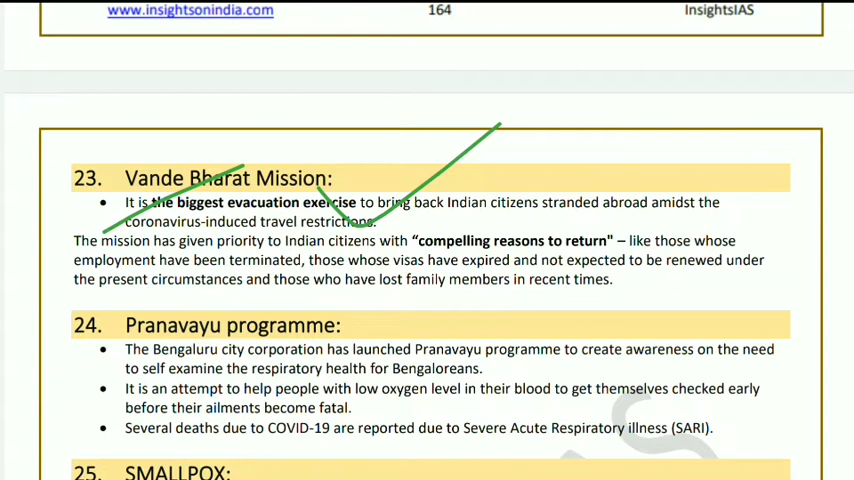 www.insightsonindia.com 164 InsightsIAS
23. Vande Bharat Mission:
• It is the biggest evacuation exercise to bring back Indian citizens stranded abroad amidst the
coronavirus-induced travel restrictions.
The mission has given priority to Indian citizens with “compelling reasons to return" – like those whose
employment have been terminated, those whose visas have expired and not expected to be renewed under
the present circumstances and those who have lost family members in recent times.
24. Pranavayu programme:
• The Bengaluru city corporation has launched Pranavayu programme to create awareness on the need
to self examine the respiratory health for Bengaloreans.
• It is an attempt to help people with low oxygen level in their blood to get themselves checked early
before their ailments become fatal.
• Several deaths due to COVID-19 are reported due to Severe Acute Respiratory illness (SARI).
25. SMALLPOX: